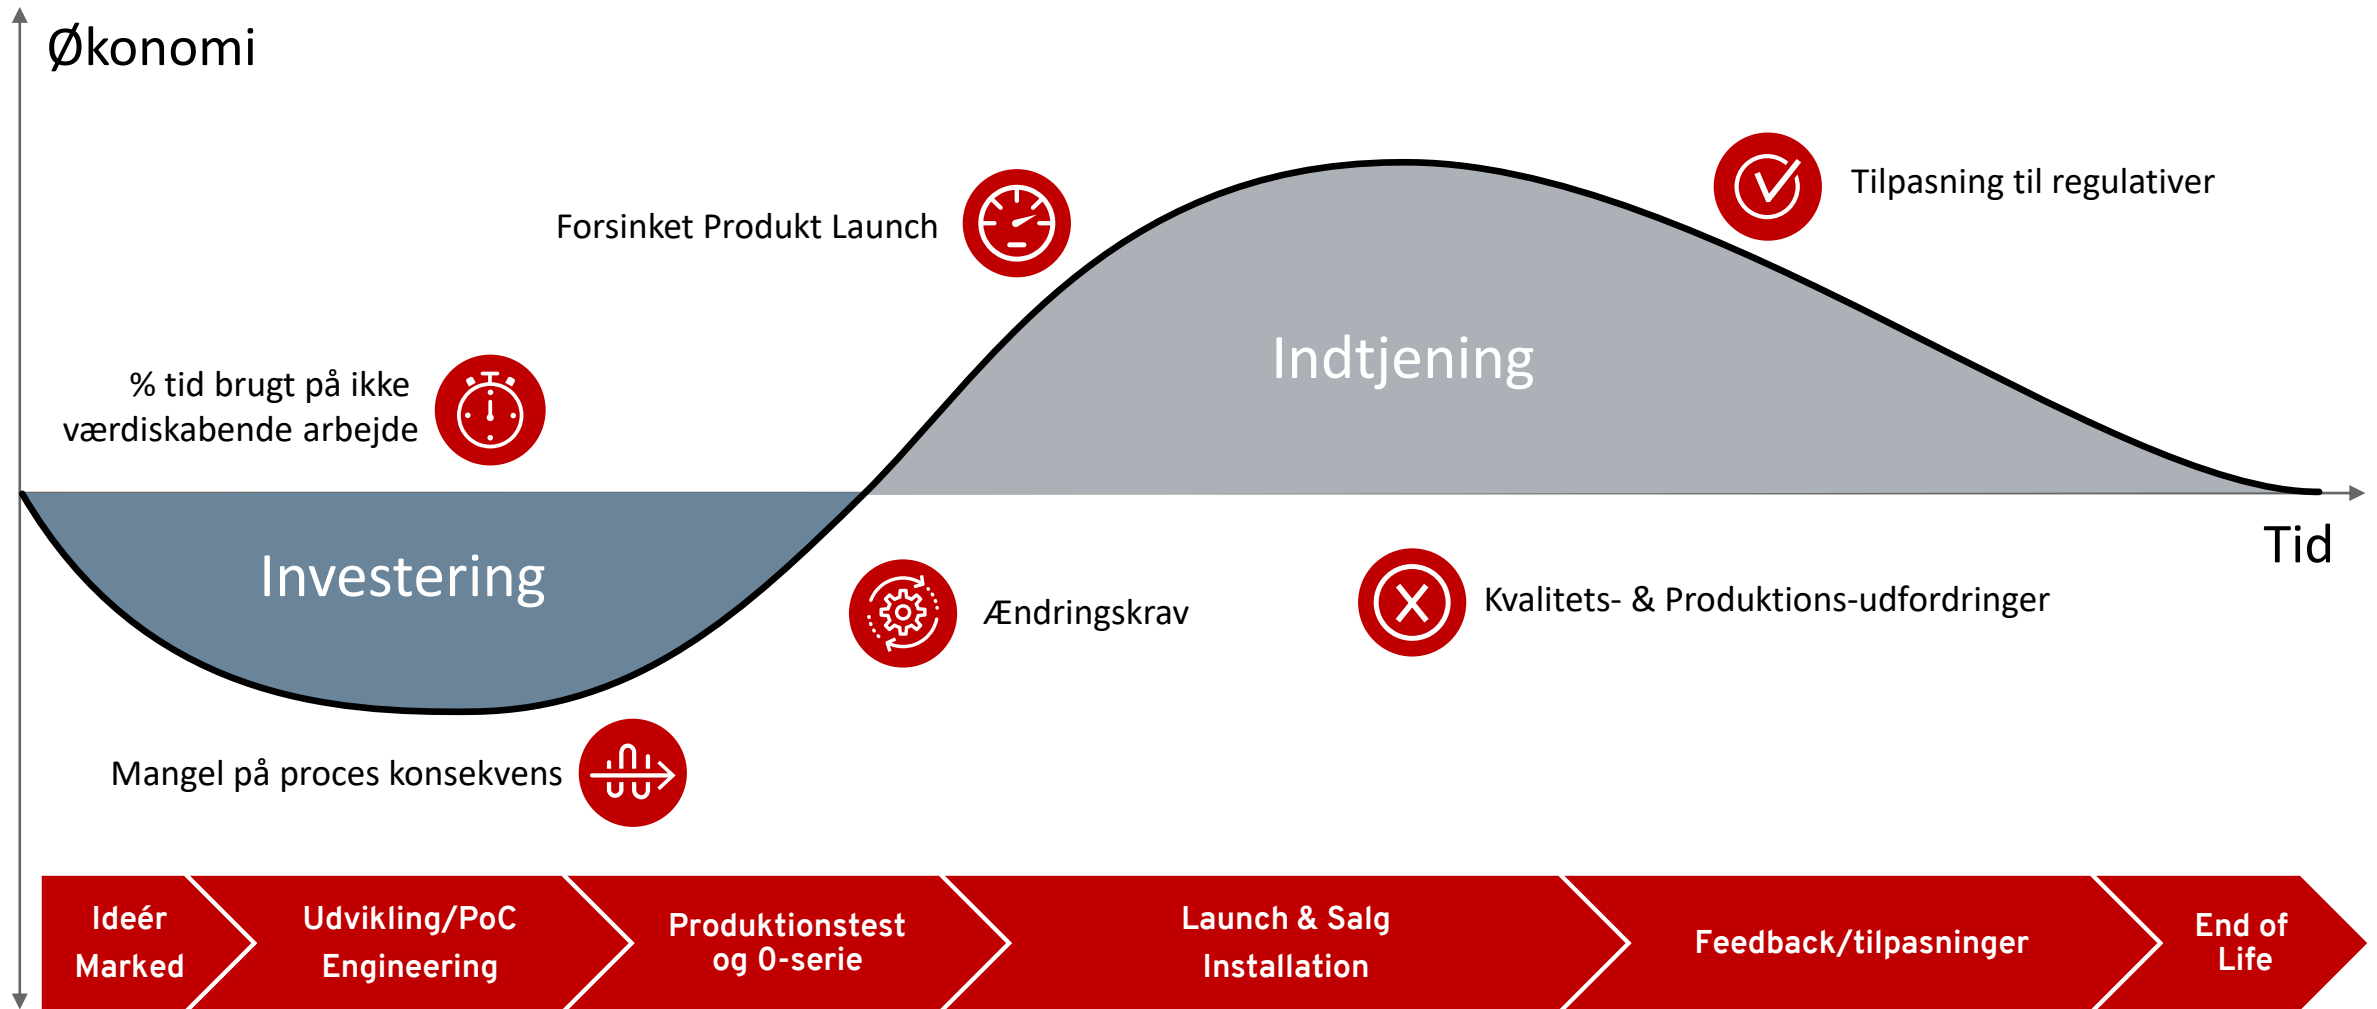 Økonomi
Forsinket Produkt Launch
Tilpasning til regulativer
% tid brugt på ikke
værdiskabende arbejde
Indtjening
Investering
Tid
Ændringskrav
Kvalitets- & Produktions-udfordringer
Mangel på proces konsekvens
Ideér
Marked
Udvikling/PoC
Engineering
Produktionstest
og 0-serie
Launch & Salg
Installation
Feedback/tilpasninger
End of
Life